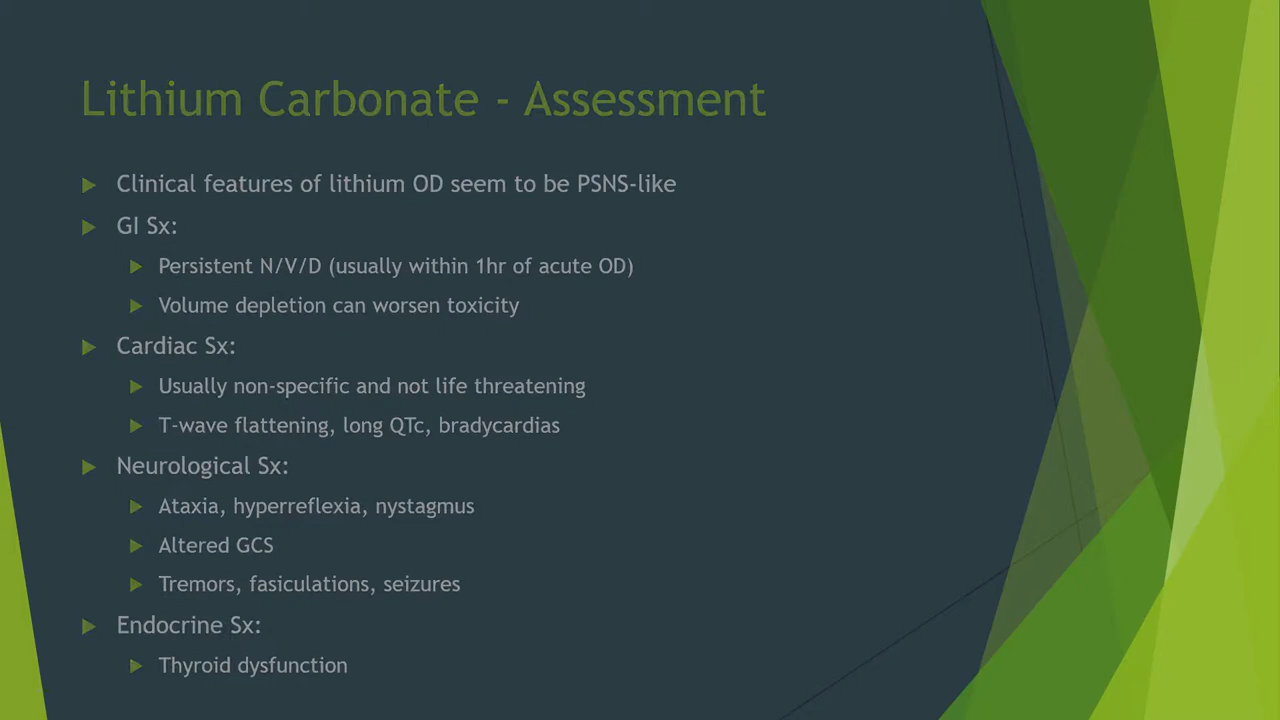 Lithium Carbonate - Assessment
Clinical features of lithium OD seem to be PSNS-like
GI Sx:
Persistent N/V/D (usually within 1hr of acute OD)
Volume depletion can worsen toxicity
Cardiac Sx:
Usually non-specific and not life threatening
T-wave flattening, long QTc, bradycardias
Neurological Sx:
Ataxia, hyperreflexia, nystagmus
Altered GCS
Tremors, fasiculations, seizures
Endocrine Sx:
Thyroid dysfunction